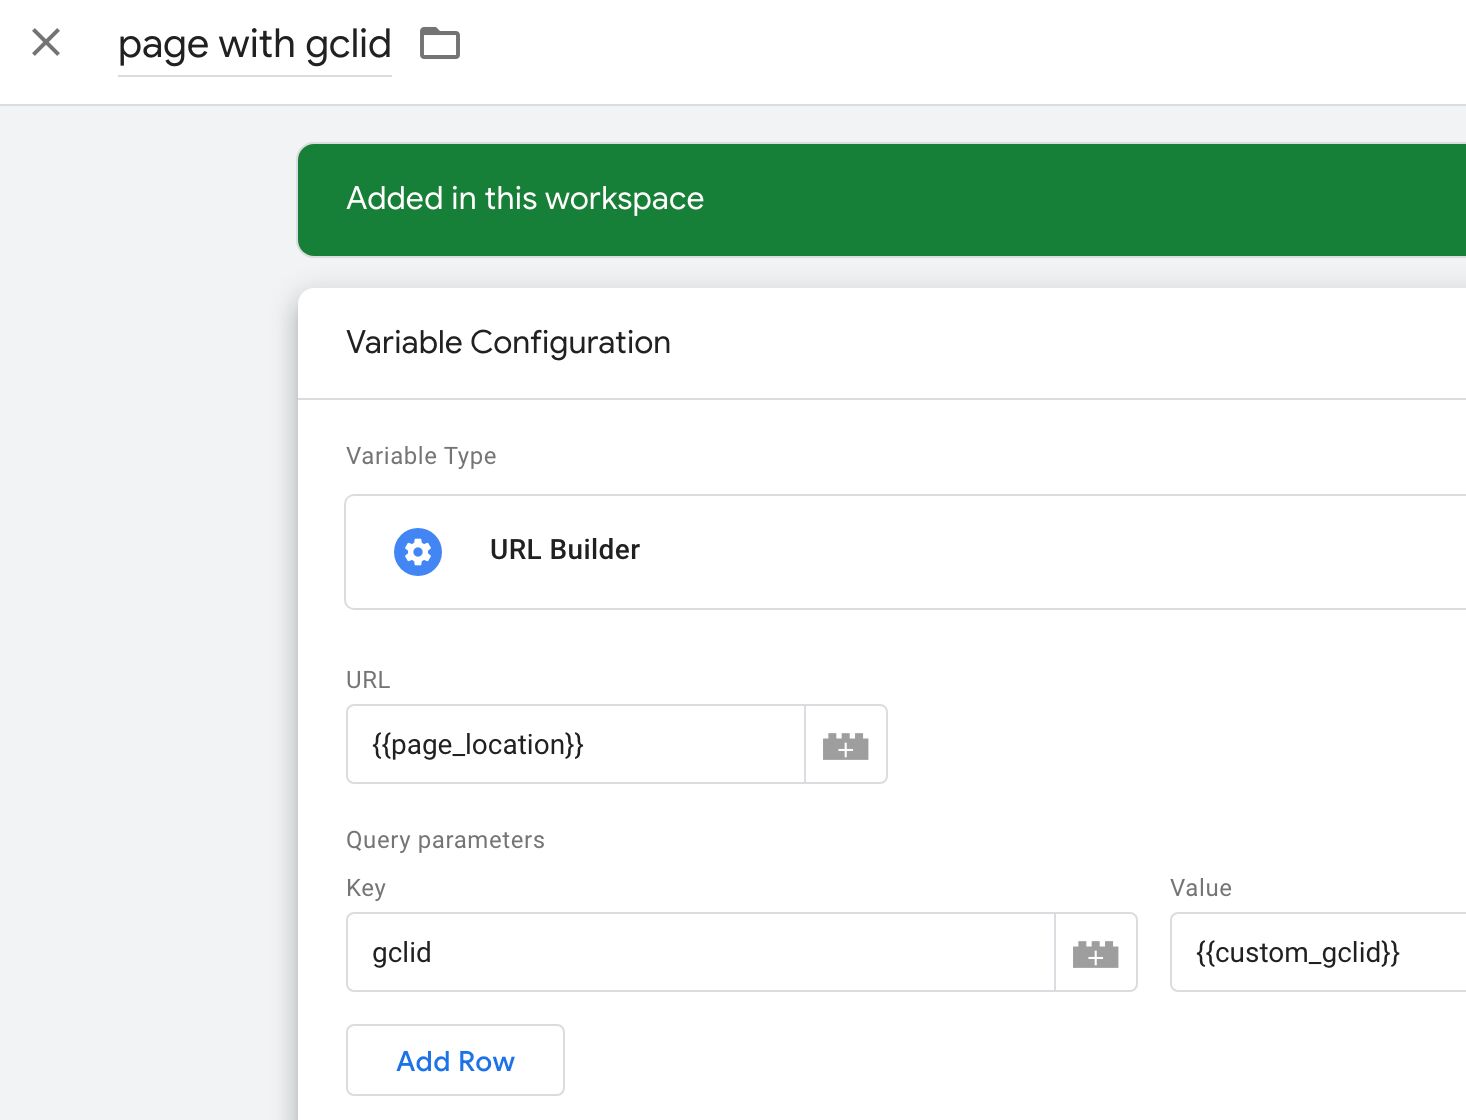 page with gclid
Added in this workspace
Variable Configuration
Variable Type
URL Builder
URL
{{page_location}}
Query parameters
Key Value
gclid {{custom_gclid}}
Add Row